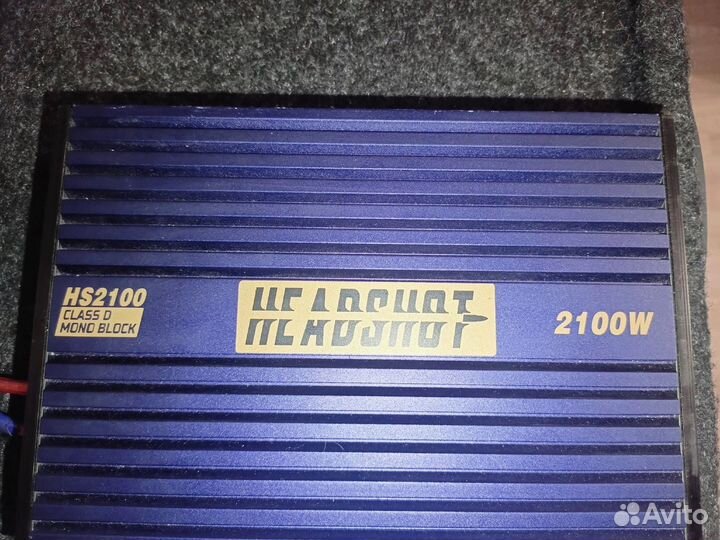 HS2100
CLASS D
MONO BLOCK
HEADSHOT
2100W
Avito